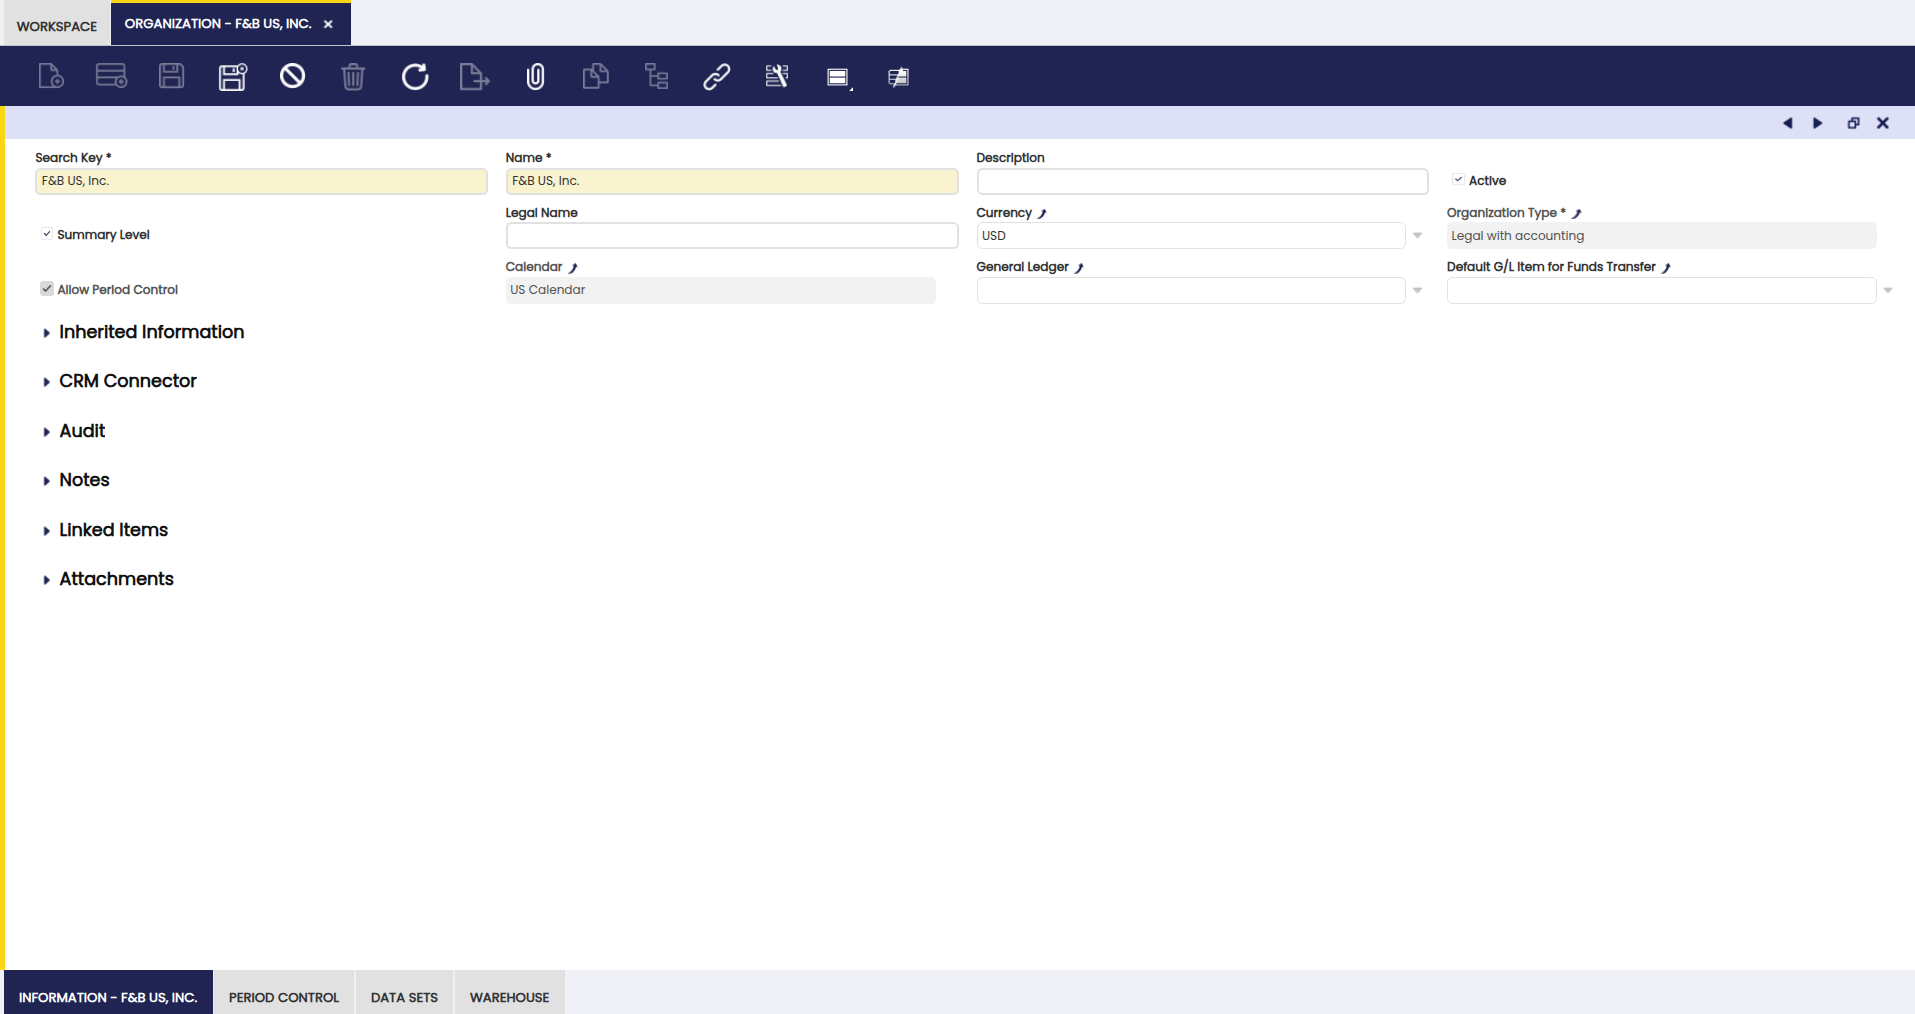 WORKSPACE
ORGANIZATION - F&B US, INC.
Search Key *
F&B US, Inc.
Name *
F&B US, Inc.
Description
Active
Summary Level
Legal Name
Currency
USD
Organization Type *
Legal with accounting
Allow Period Control
Calendar
US Calendar
General Ledger
Default G/L Item for Funds Transfer
Inherited Information
CRM Connector
Audit
Notes
Linked Items
Attachments
INFORMATION - F&B US, INC.
PERIOD CONTROL
DATA SETS
WAREHOUSE